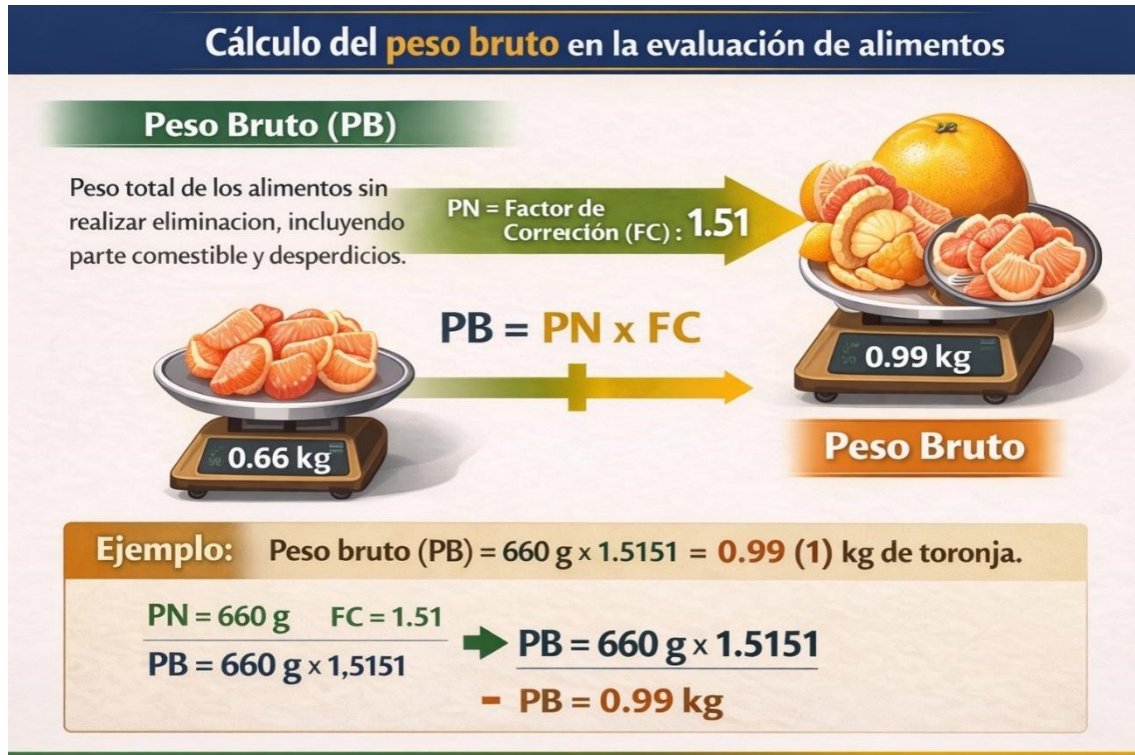 Cálculo del peso bruto en la evaluación de alimentos
Peso Bruto (PB)
Peso total de los alimentos sin
realizar eliminacion, incluyendo
parte comestible y desperdicios.
PN = Factor de
Correcíón (FC) : 1.51
PB = PN x FC
0.66 kg
0.99 kg
Peso Bruto
Ejemplo: Peso bruto (PB) = 660 g × 1.5151 = 0.99 (1) kg de toronja.
PN = 660 g FC = 1.51
PB = 660 g × 1,5151
PB = 660 g × 1.5151
- PB = 0.99 kg